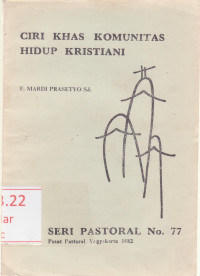 CIRI KHAS KOMUNITAS
HIDUP KRISTIANI
F. MARDI PRASETYO SJ.
3.22
ar
c
SERI PASTORAL No. 77
Pusat Pastoral Yogyakarta 1982